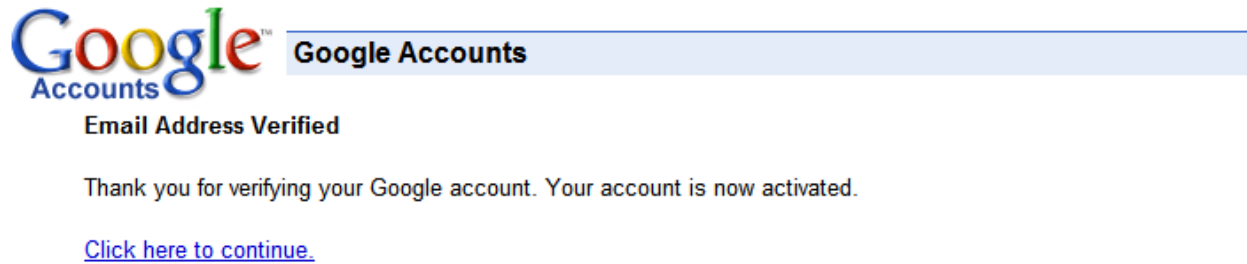 Google™
Accounts
Google Accounts
Email Address Verified
Thank you for verifying your Google account. Your account is now activated.
Click here to continue.